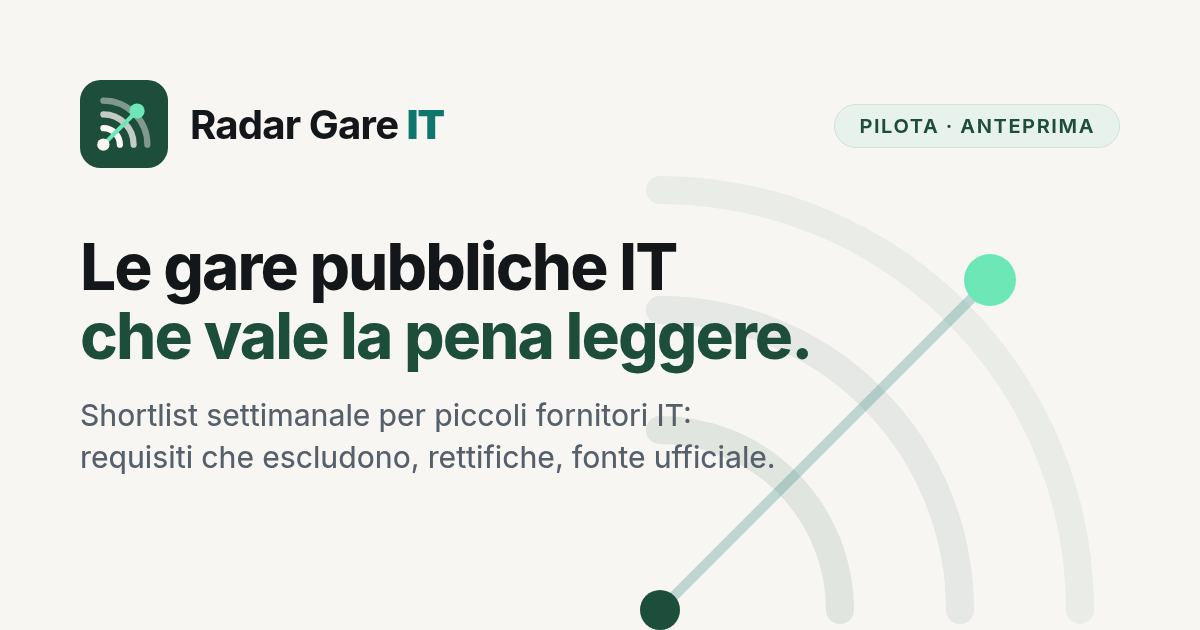 Radar Gare IT
PILOTA · ANTEPRIMA
Le gare pubbliche IT
che vale la pena leggere.
Shortlist settimanale per piccoli fornitori IT:
requisiti che escludono, rettifiche, fonte ufficiale.